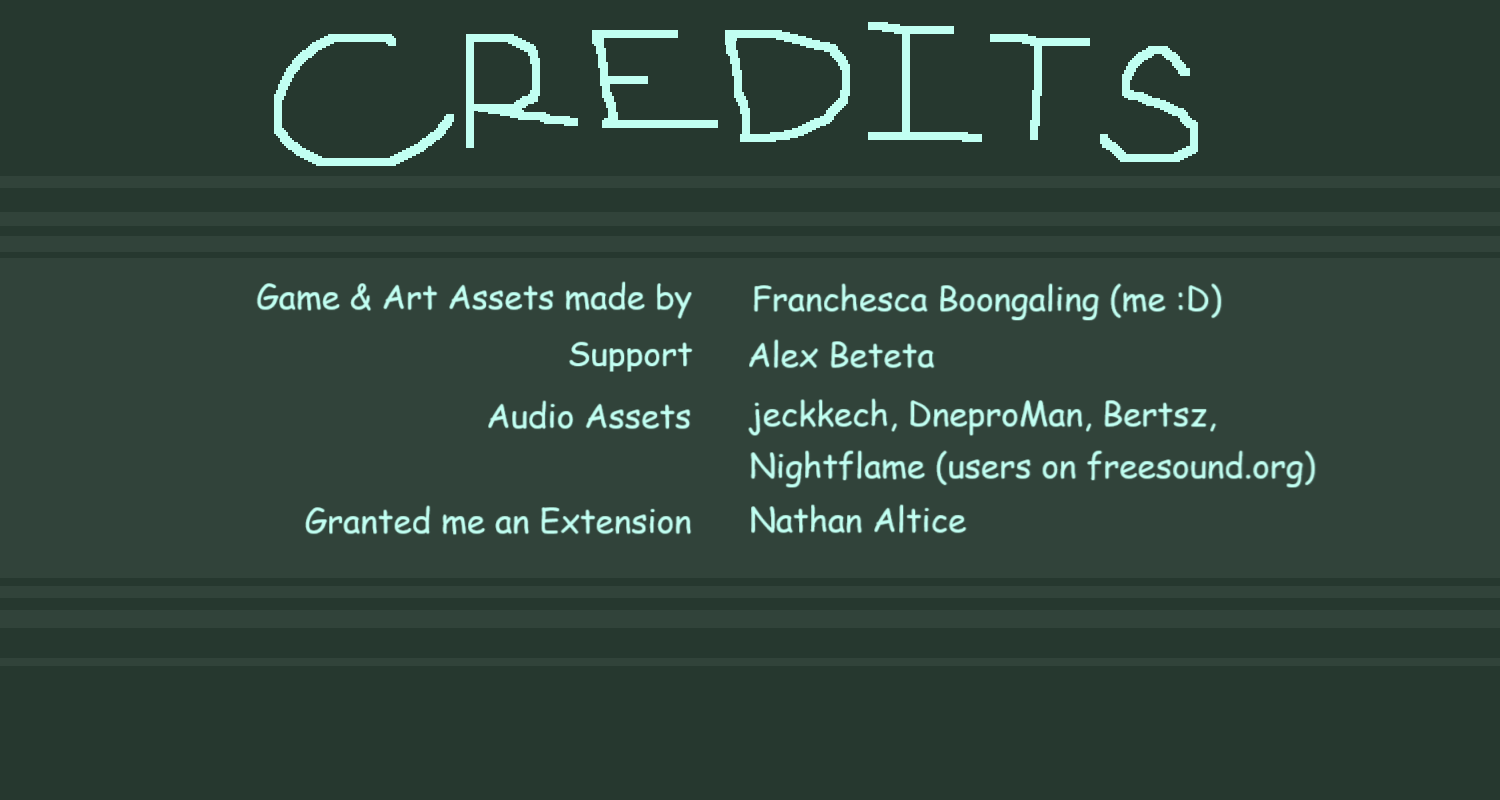 CREDITS
Game & Art Assets made by Franchesca Boongaling (me :D)
Support Alex Beteta
Audio Assets jeckkech, DneproMan, Bertsz,
Nightflame (users on freesound.org)
Granted me an Extension Nathan Altice